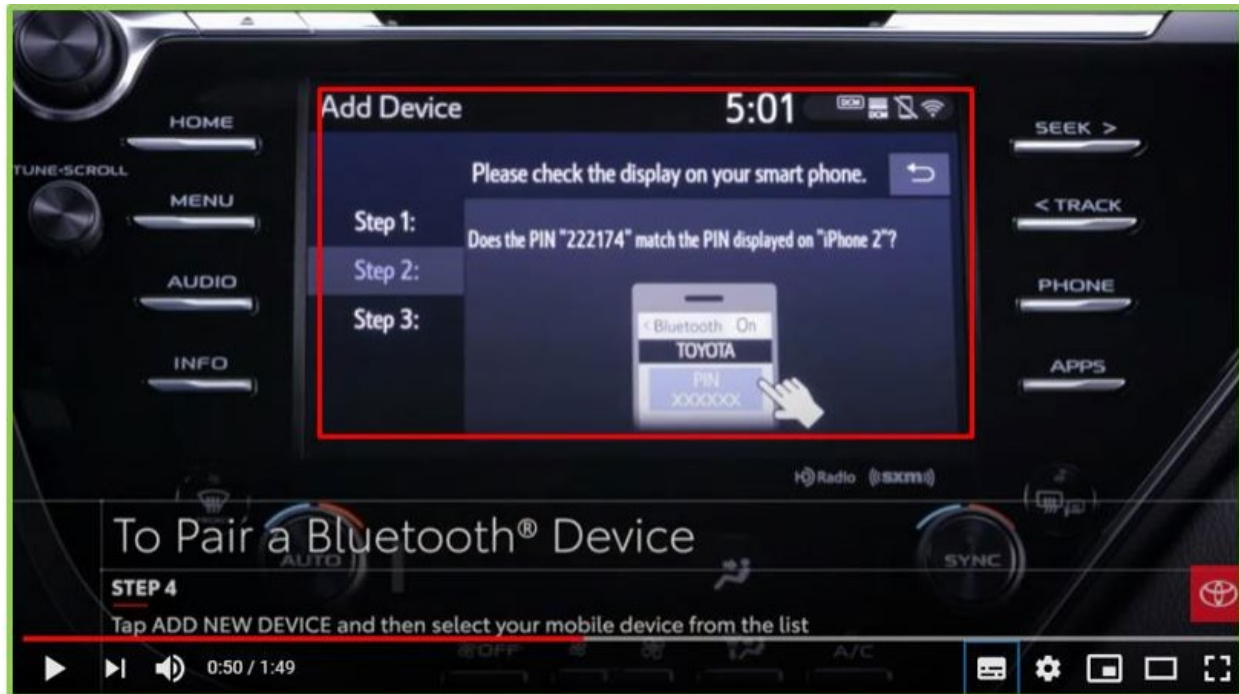 Add Device 5:01 DCM
HOME
SEEK >
TUNE•SCROLL
Please check the display on your smart phone.
MENU
< TRACK
Step 1:
Does the PIN "222174" match the PIN displayed on "iPhone 2"?
Step 2:
AUDIO
PHONE
Step 3:
< Bluetooth On
TOYOTA
INFO
PIN
XXXXXX
APPS
HD Radio ((SXM))
To Pair a Bluetooth® Device
AUTO
SYNC
STEP 4
Tap ADD NEW DEVICE and then select your mobile device from the list
OFF
A/C
0:50 / 1:49